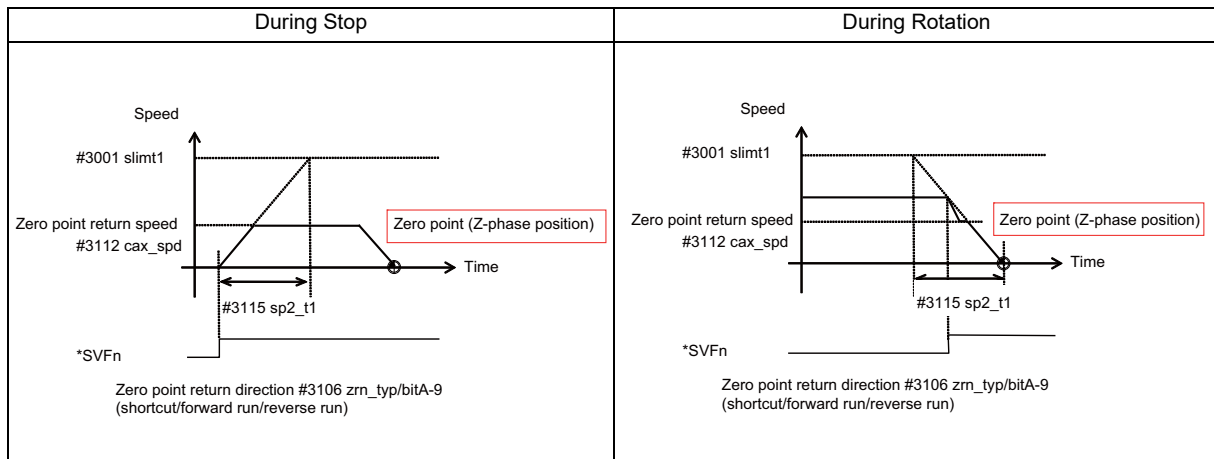 During Stop
During Rotation
Speed
#3001 slimt1
Zero point return speed
#3112 cax_spd
Zero point (Z-phase position)
Time
#3115 sp2_t1
*SVFn
Zero point return direction #3106 zrn_typ/bitA-9
(shortcut/forward run/reverse run)
Speed
#3001 slimt1
Zero point return speed
#3112 cax_spd
Zero point (Z-phase position)
Time
#3115 sp2_t1
*SVFn
Zero point return direction #3106 zrn_typ/bitA-9
(shortcut/forward run/reverse run)